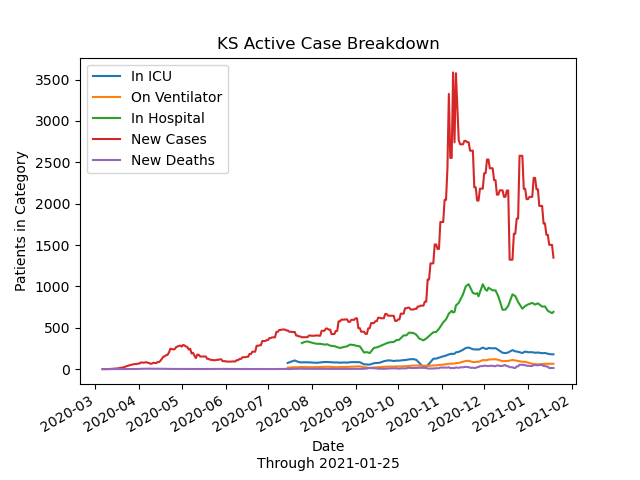 KS Active Case Breakdown
In ICU
On Ventilator
In Hospital
New Cases
New Deaths
Patients in Category
3500
3000
2500
2000
1500
1000
500
0
2020-03
2020-04
2020-05
2020-06
2020-07
2020-08
2020-09
2020-10
2020-11
2020-12
2021-01
2021-02
Date
Through 2021-01-25